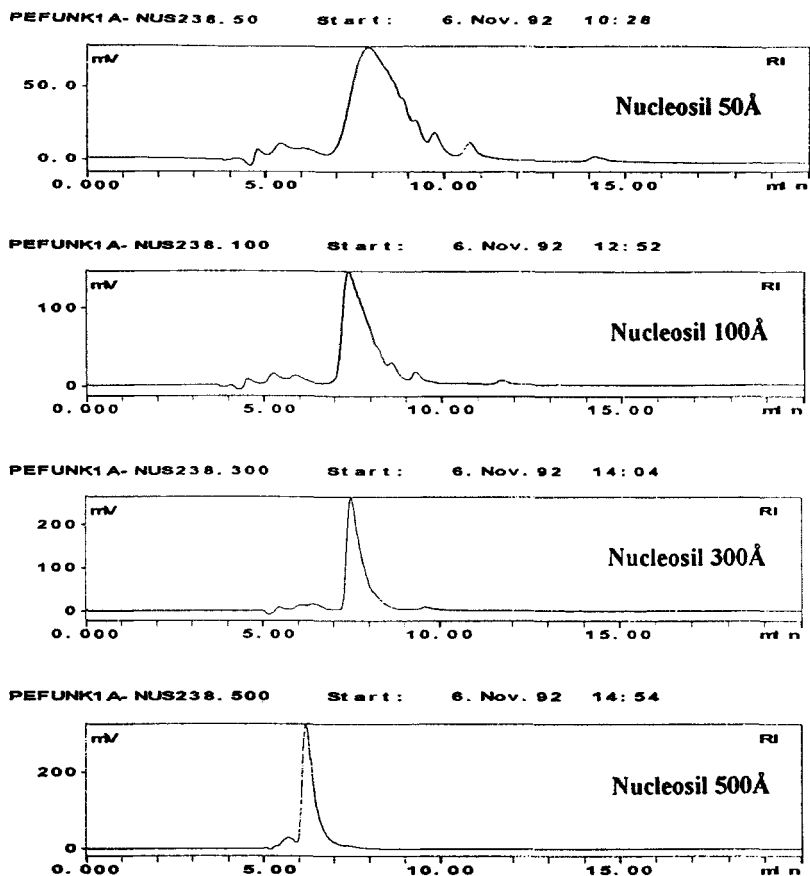 PEFUNK1A-NUS238.50 Start: 6.Nov.92 10:28
mV RI
50.0
Nucleosil 50Å
0.0
0.000 5.00 10.00 15.00 min
PEFUNK1A-NUS238.100 Start: 6.Nov.92 12:52
mV RI
100
Nucleosil 100Å
0
0.000 5.00 10.00 15.00 min
PEFUNK1A-NUS238.300 Start: 6.Nov.92 14:04
mV RI
200
Nucleosil 300Å
100
0
0.000 5.00 10.00 15.00 min
PEFUNK1A-NUS238.500 Start: 6.Nov.92 14:54
mV RI
200
Nucleosil 500Å
0
0.000 5.00 10.00 15.00 min